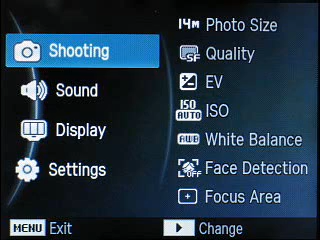 Shooting
Sound
Display
Settings
14M Photo Size
SF Quality
EV
ISO AUTO ISO
AWB White Balance
OFF Face Detection
Focus Area
MENU Exit
Change